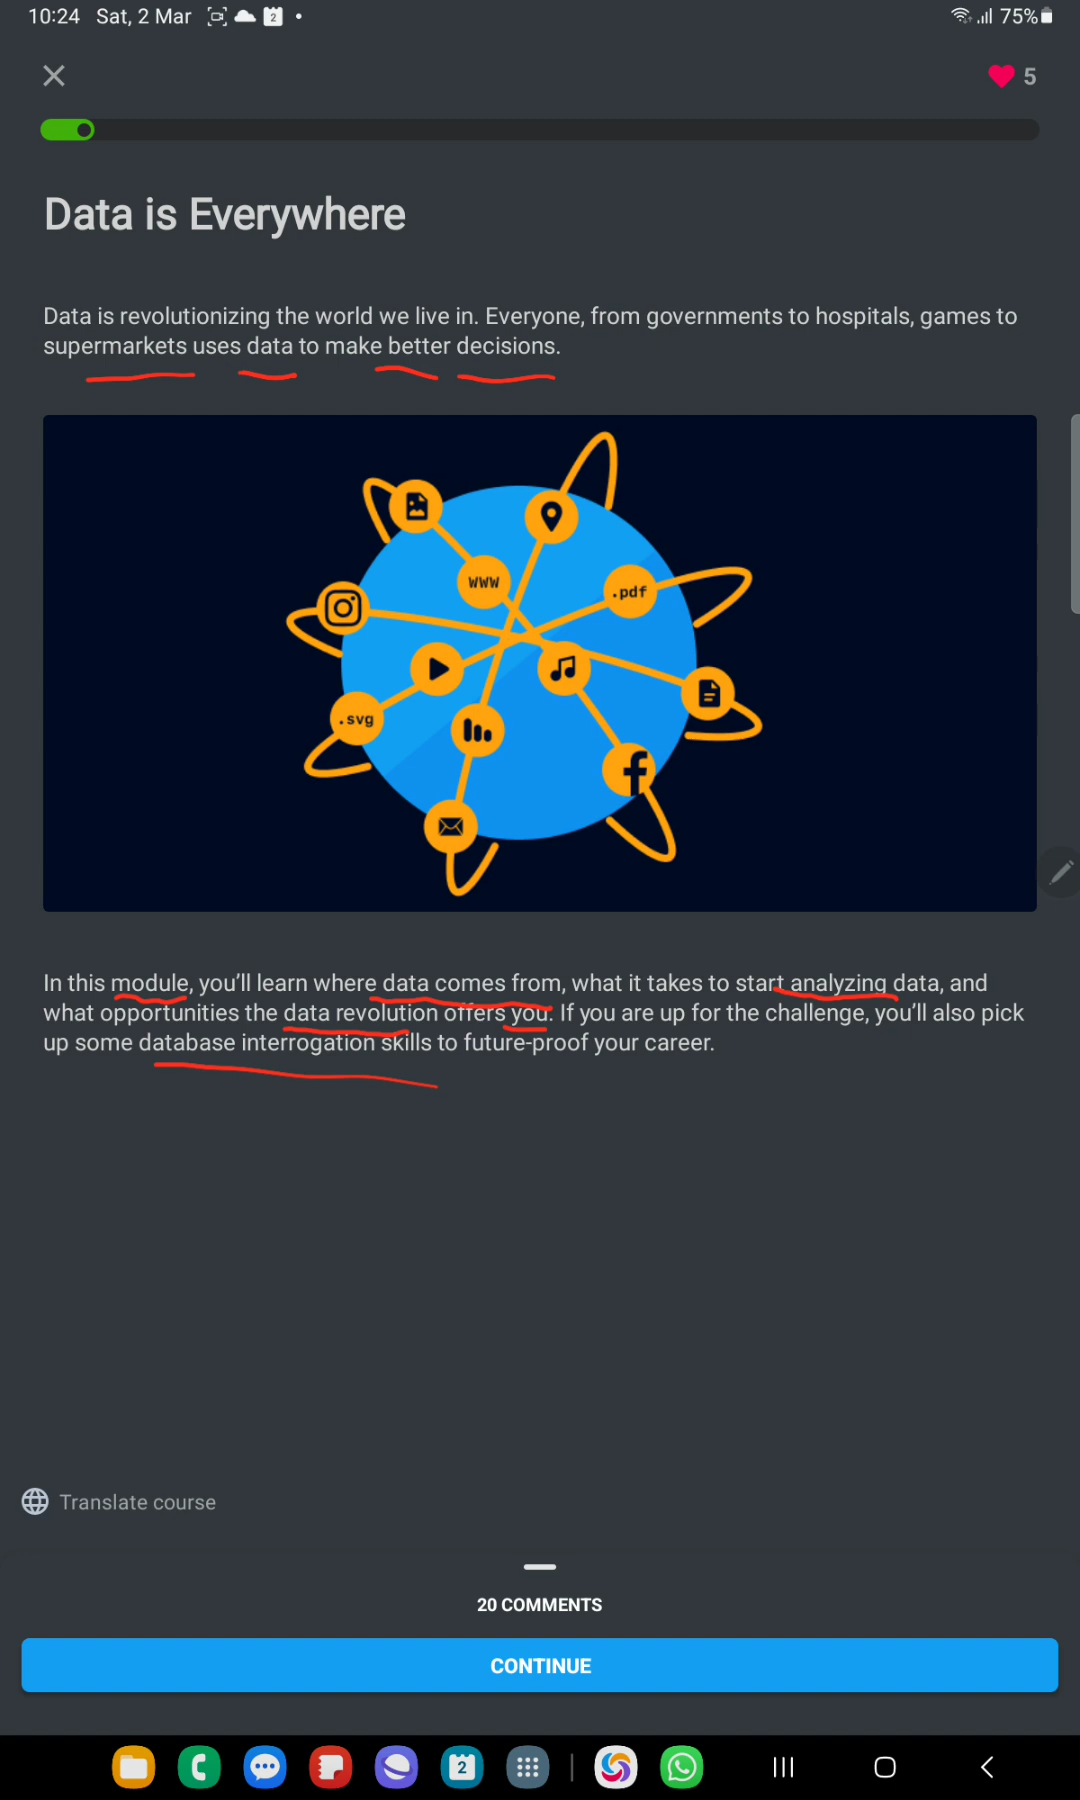 10:24 Sat, 2 Mar 2 75%
5
Data is Everywhere
Data is revolutionizing the world we live in. Everyone, from governments to hospitals, games to
supermarkets uses data to make better decisions.
www
.pdf
.svg
In this module, you’ll learn where data comes from, what it takes to start analyzing data, and
what opportunities the data revolution offers you. If you are up for the challenge, you’ll also pick
up some database interrogation skills to future-proof your career.
Translate course
20 COMMENTS
CONTINUE
2